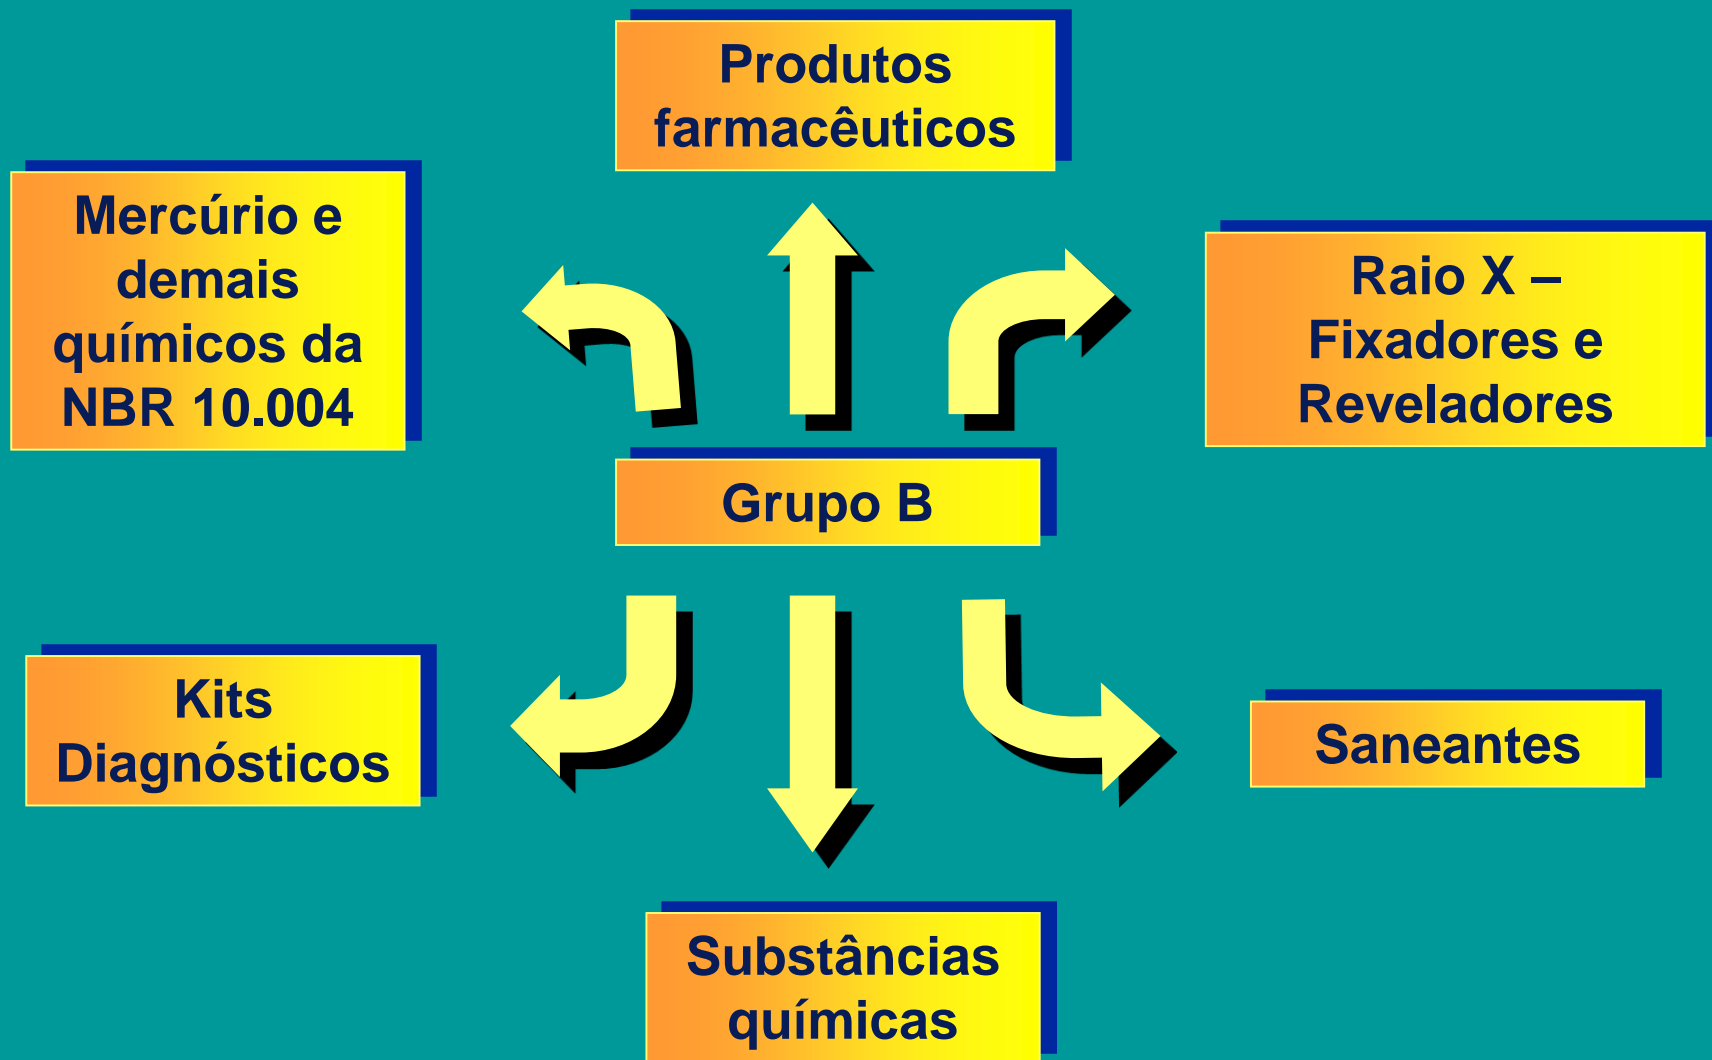 Produtos
farmacêuticos
Mercúrio e
demais
químicos da
NBR 10.004
Raio X –
Fixadores e
Reveladores
Grupo B
Kits
Diagnósticos
Saneantes
Substâncias
químicas